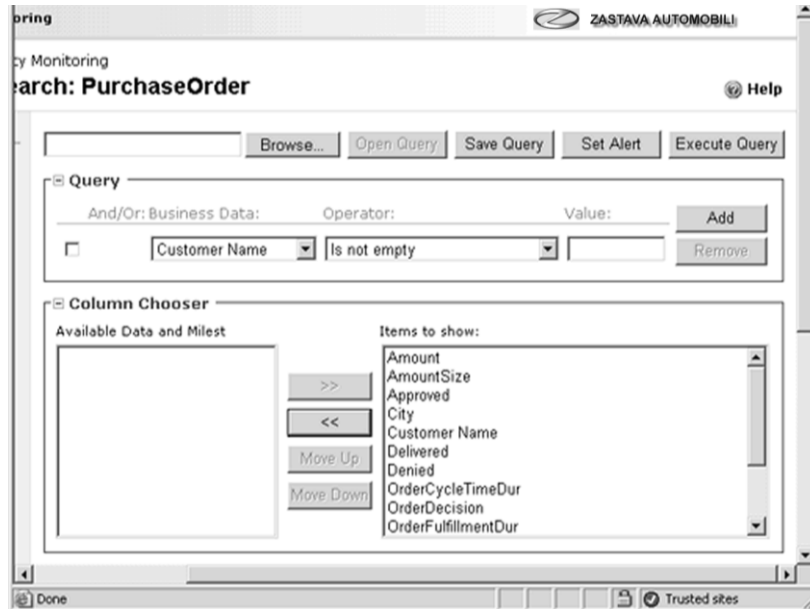 oring
ZASTAVA AUTOMOBILI
cy Monitoring
earch: PurchaseOrder
Help
Browse... Open Query Save Query Set Alert Execute Query
Query
And/Or: Business Data: Operator: Value: Add
Customer Name Is not empty Remove
Column Chooser
Available Data and Milest Items to show:
Amount
AmountSize
>> Approved
City
<< Customer Name
Delivered
Move Up Denied
OrderCycleTimeDur
Move Down OrderDecision
OrderFulfillmentDur
Done Trusted sites